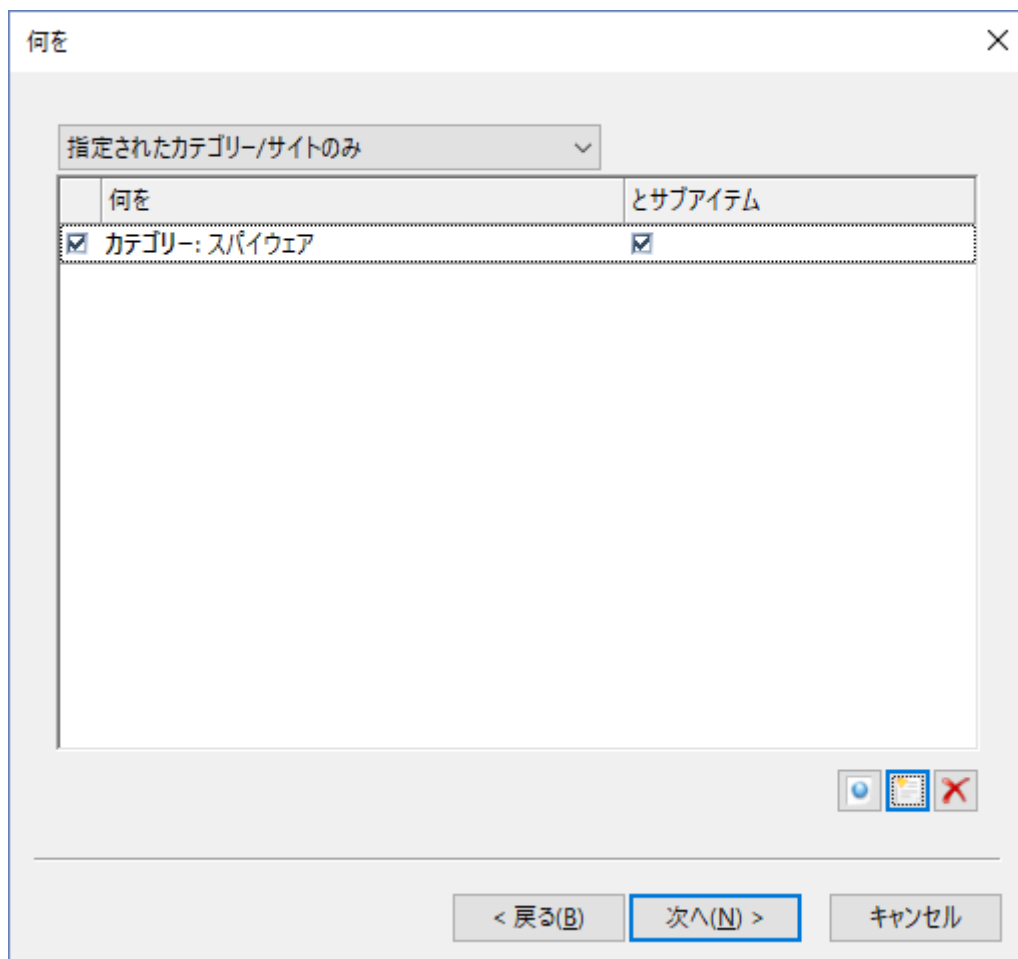 何を
指定されたカテゴリー/サイトのみ
何を とサブアイテム
カテゴリー: スパイウェア
< 戻る(B) 次へ(N) > キャンセル